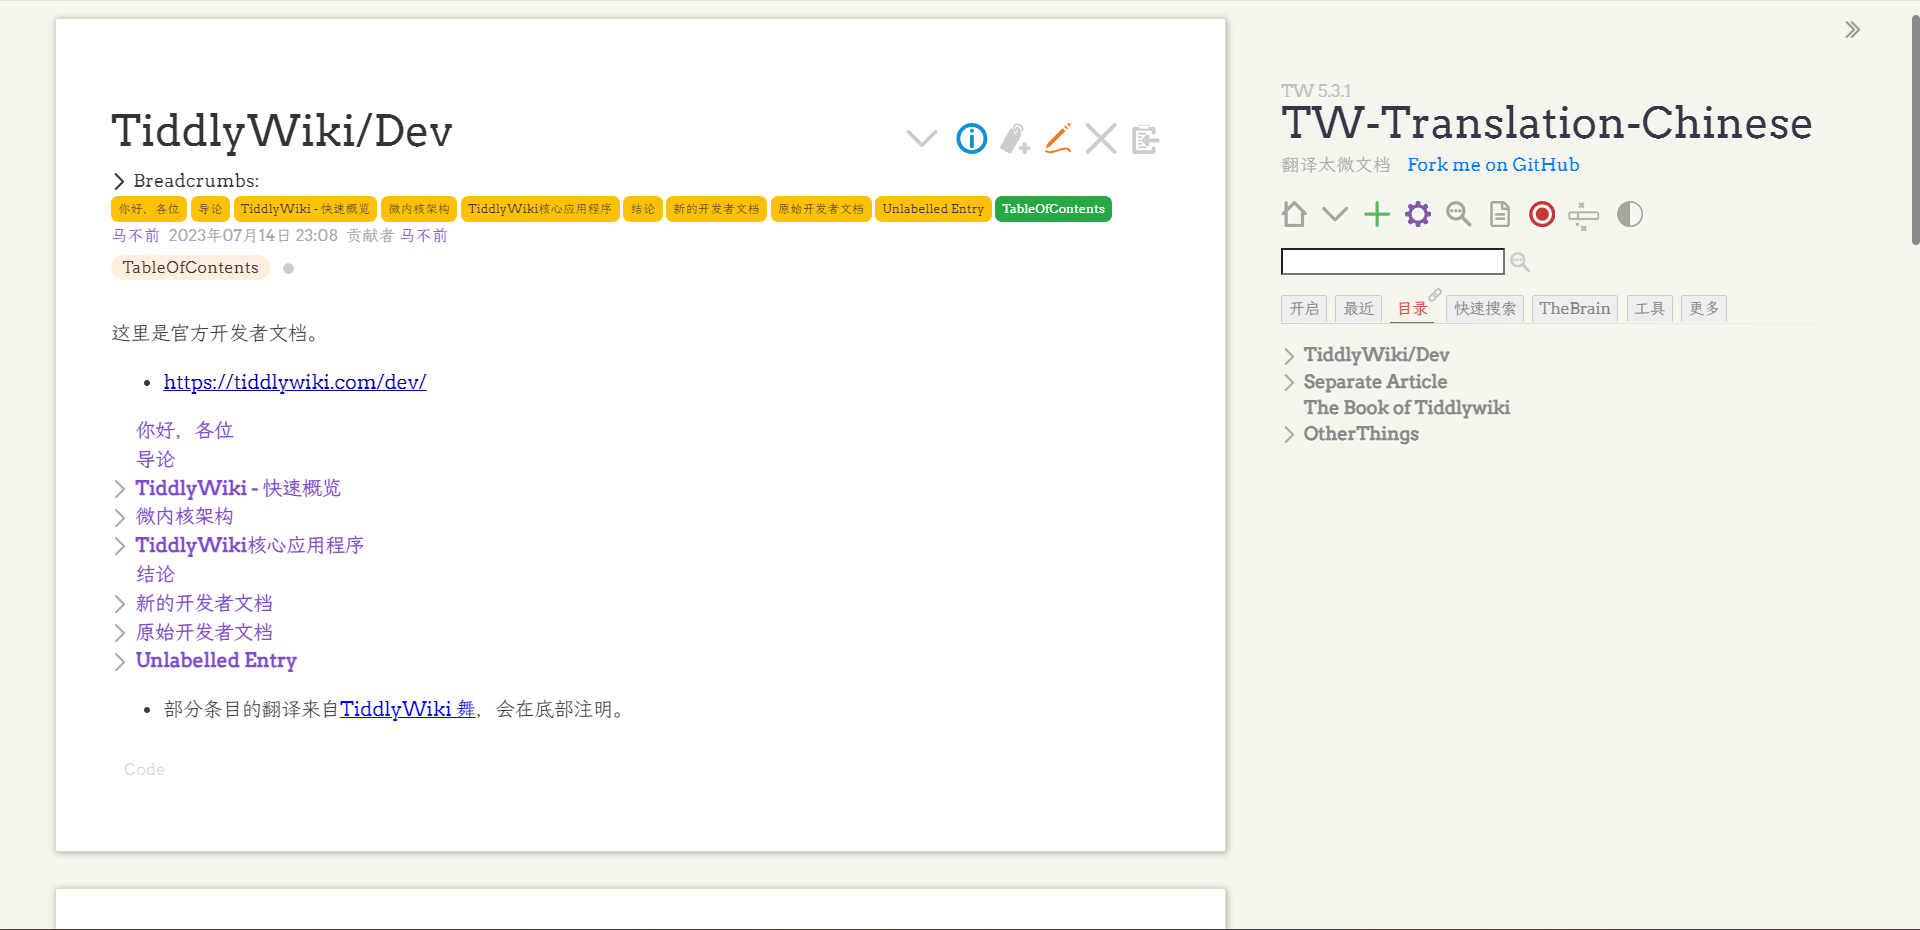 TiddlyWiki/Dev
Breadcrumbs:
你好，各位 导论 TiddlyWiki - 快速概览 微内核架构 TiddlyWiki核心应用程序 结论 新的开发者文档 原始开发者文档 Unlabelled Entry TableOfContents
马不前 2023年07月14日 23:08 贡献者 马不前
TableOfContents
这里是官方开发者文档。
https://tiddlywiki.com/dev/
你好，各位
导论
TiddlyWiki - 快速概览
微内核架构
TiddlyWiki核心应用程序
结论
新的开发者文档
原始开发者文档
Unlabelled Entry
部分条目的翻译来自TiddlyWiki 舞，会在底部注明。
Code
TW 5.3.1
TW-Translation-Chinese
翻译太微文档 Fork me on GitHub
开启 最近 目录 快速搜索 TheBrain 工具 更多
TiddlyWiki/Dev
Separate Article
The Book of Tiddlywiki
OtherThings